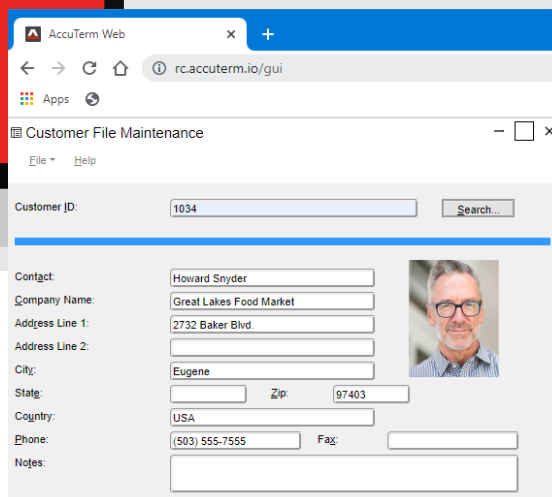 AccuTerm Web
rc.accuterm.io/gui
Apps
Customer File Maintenance
File Help
Customer ID: 1034 Search...
Contact: Howard Snyder
Company Name: Great Lakes Food Market
Address Line 1: 2732 Baker Blvd.
Address Line 2:
City: Eugene
State: Zip: 97403
Country: USA
Phone: (503) 555-7555 Fax:
Notes: